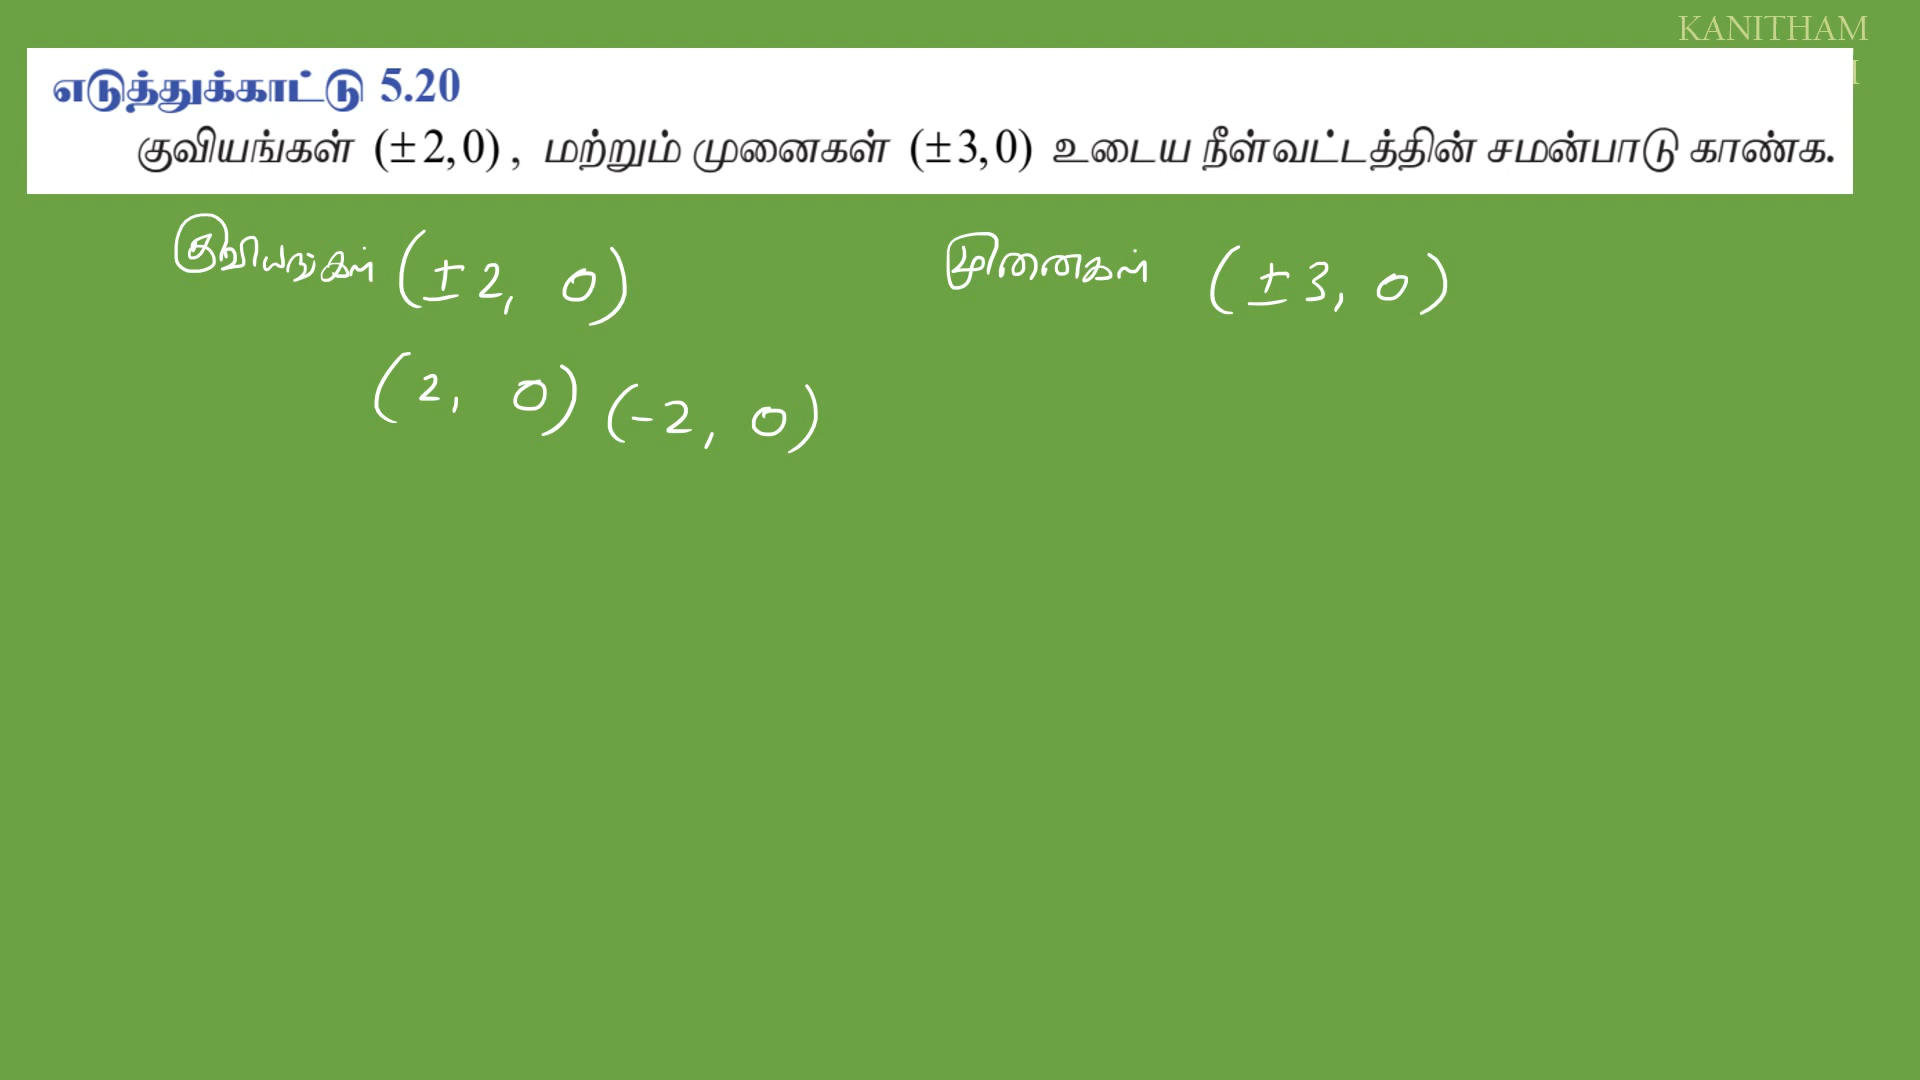 KANITHAM
எடுத்துக்காட்டு 5.20
குவியங்கள் (±2,0) , மற்றும் முனைகள் (±3,0) உடைய நீள்வட்டத்தின் சமன்பாடு காண்க.
குவியங்கள் (±2, 0) முனைகள் (±3, 0)
(2, 0) (-2, 0)